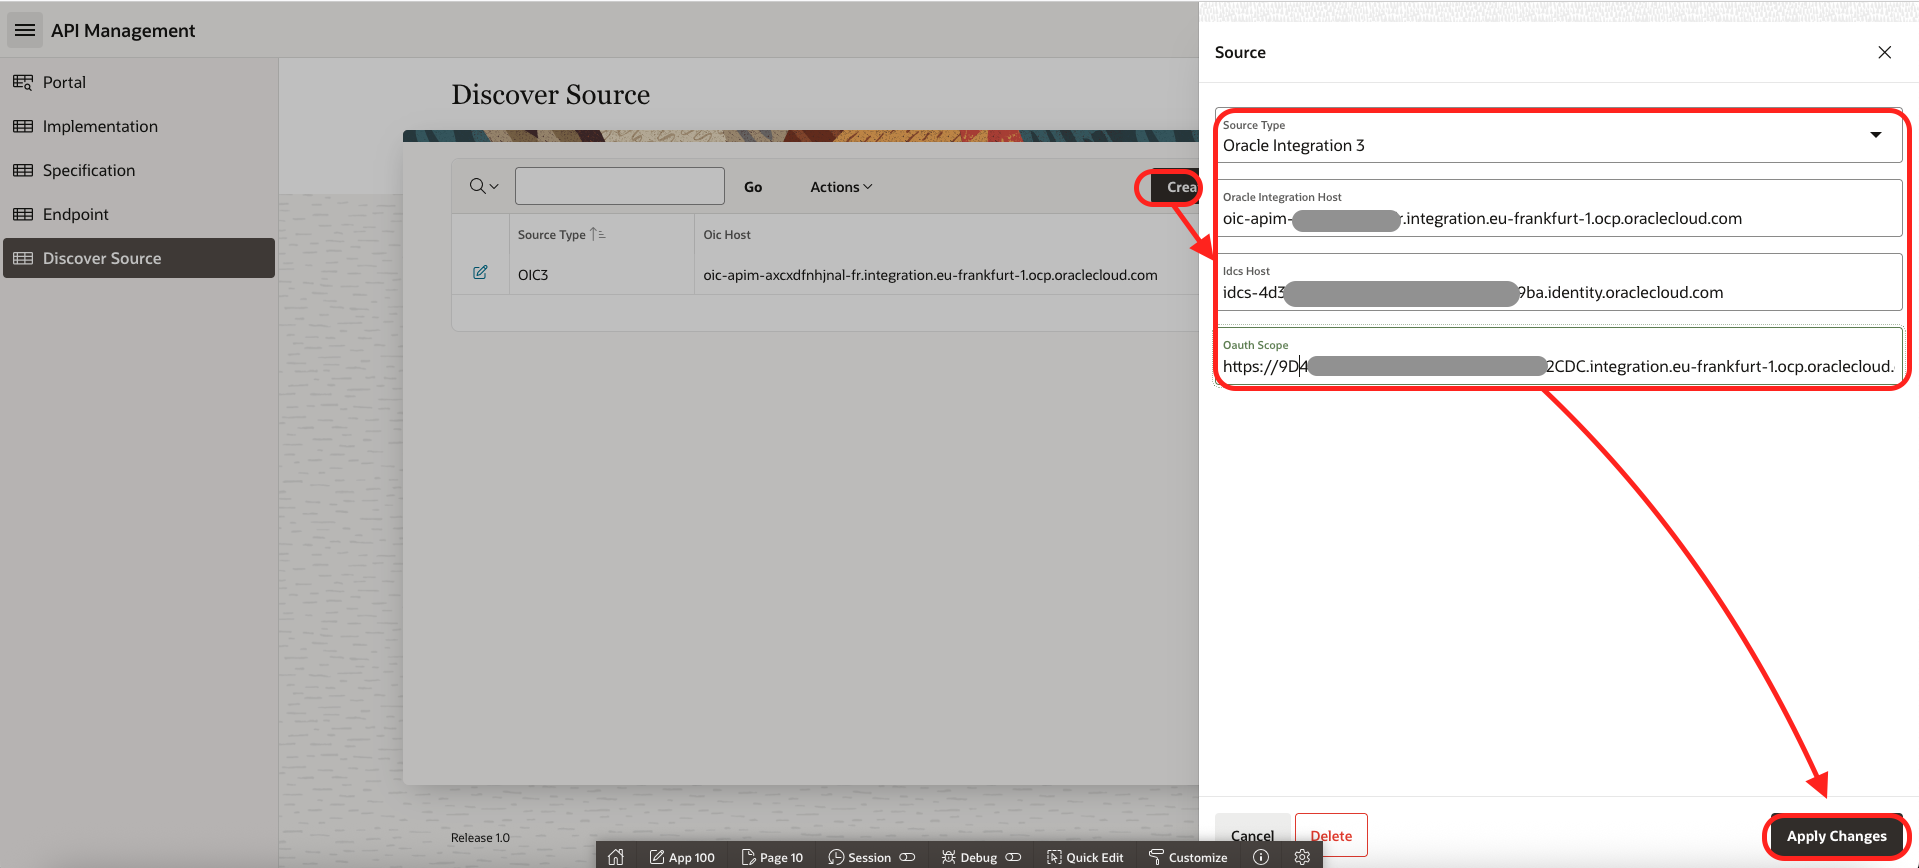 API Management
Portal
Implementation
Specification
Endpoint
Discover Source
Discover Source
Go
Actions
Crea
Source Type
Oic Host
OIC3
oic-apim-axcxdfnhjnal-fr.integration.eu-frankfurt-1.ocp.oraclecloud.com
Release 1.0
Source
Source Type
Oracle Integration 3
Oracle Integration Host
oic-apim- r.integration.eu-frankfurt-1.ocp.oraclecloud.com
Idcs Host
idcs-4d3 9ba.identity.oraclecloud.com
Oauth Scope
https://9D4 2CDC.integration.eu-frankfurt-1.ocp.oraclecloud.
Cancel
Delete
Apply Changes
App 100
Page 10
Session
Debug
Quick Edit
Customize